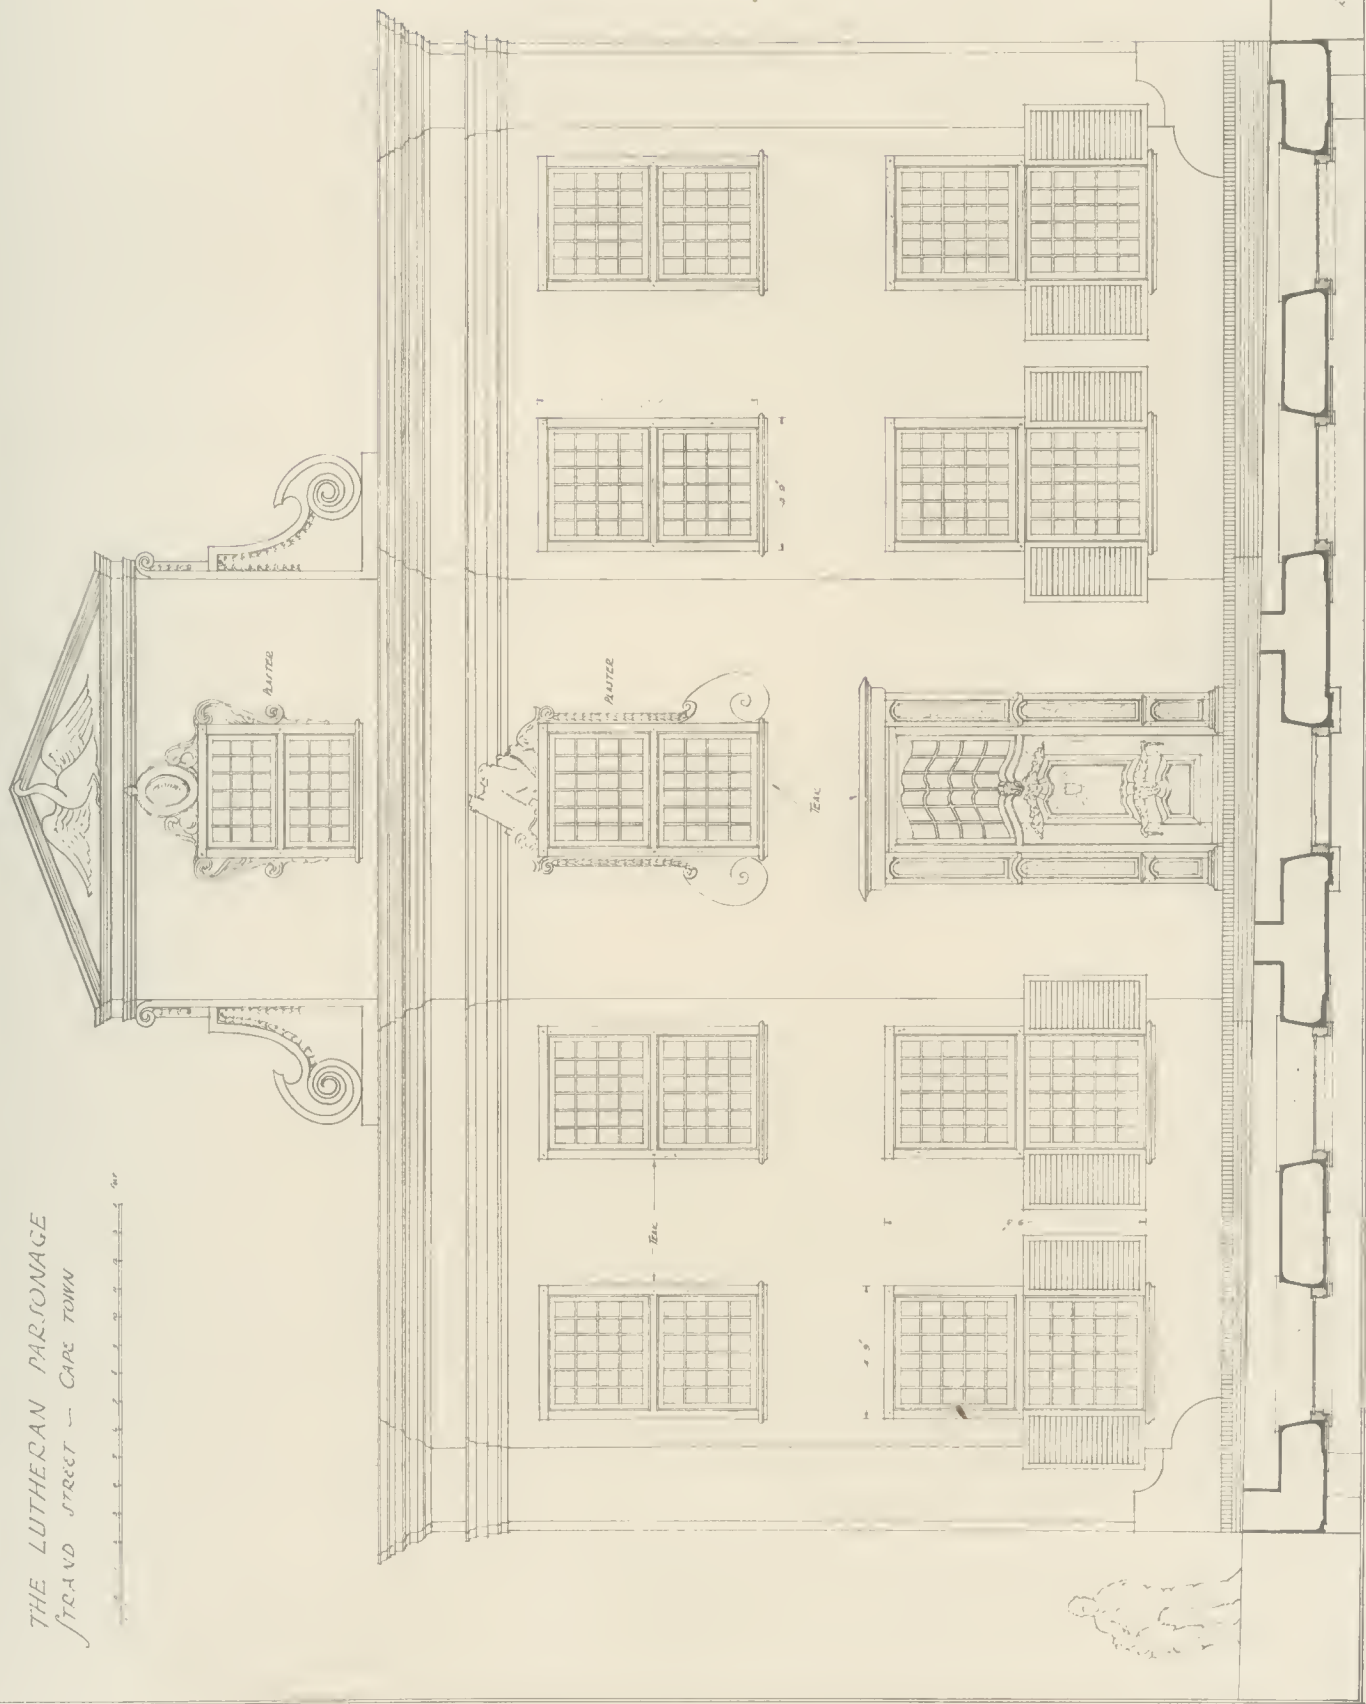 THE LUTHERAN PARSONAGE
STRAND STREET — CAPE TOWN
PLASTER
PLASTER
TEAK
TEAK